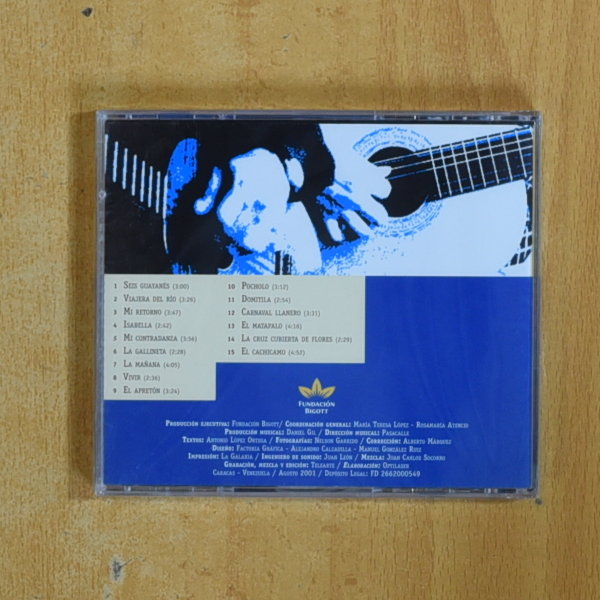 1 Seis guayanés (3:00)
2 Viajera del río (3:28)
3 Mi retorno (3:47)
4 Isabella (2:42)
5 Mi contradanza (3:56)
6 La gallineta (2:28)
7 La mañana (4:05)
8 Vivir (2:36)
9 El apretón (3:24)
10 Pocholo (3:12)
11 Domitila (2:54)
12 Carnaval llanero (3:31)
13 El matapalo (4:16)
14 La cruz cubierta de flores (2:29)
15 El cachicamo (4:52)
Fundación
Bigott
Producción ejecutiva: Fundación Bigott/ Coordinación general: María Teresa López - Rosamaría Atencio
Producción musical: Daniel Gil / Dirección musical: Pasacalle
Textos: Antonio López Ortega / Fotografías: Nelson Garrido / Corrección: Alberto Márquez
Diseño: Factoria Gráfica - Alejandro Calzadilla - Manuel González Ruiz
Impresión: La Galaxia / Ingeniero de sonido: Juan León / Mezcla: Juan Carlos Socorro
Grabación, mezcla y edición: Telearte / Elaboración: Optilaser
Caracas - Venezuela / Agosto 2001 / Depósito Legal: FD 2662000549